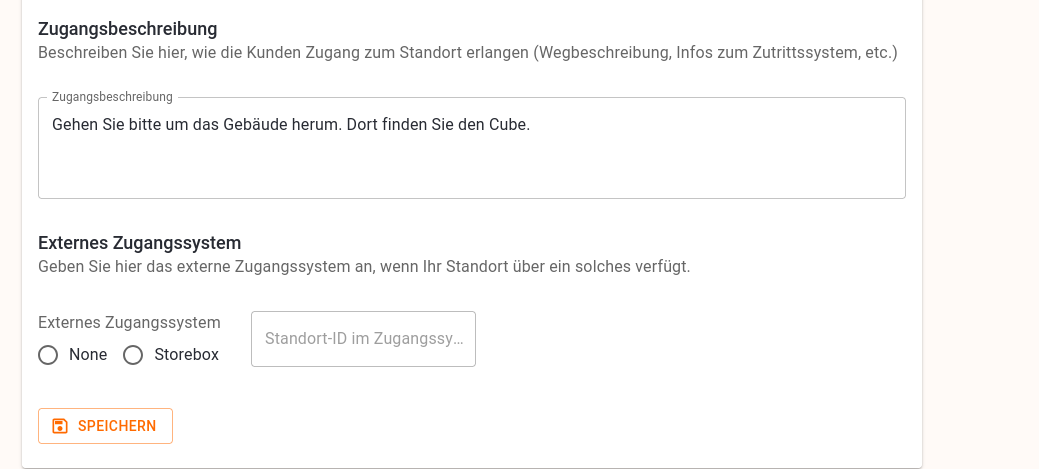 Zugangsbeschreibung
Beschreiben Sie hier, wie die Kunden Zugang zum Standort erlangen (Wegbeschreibung, Infos zum Zutrittssystem, etc.)
Zugangsbeschreibung
Gehen Sie bitte um das Gebäude herum. Dort finden Sie den Cube.
Externes Zugangssystem
Geben Sie hier das externe Zugangssystem an, wenn Ihr Standort über ein solches verfügt.
Externes Zugangssystem
None Storebox
Standort-ID im Zugangssy...
SPEICHERN